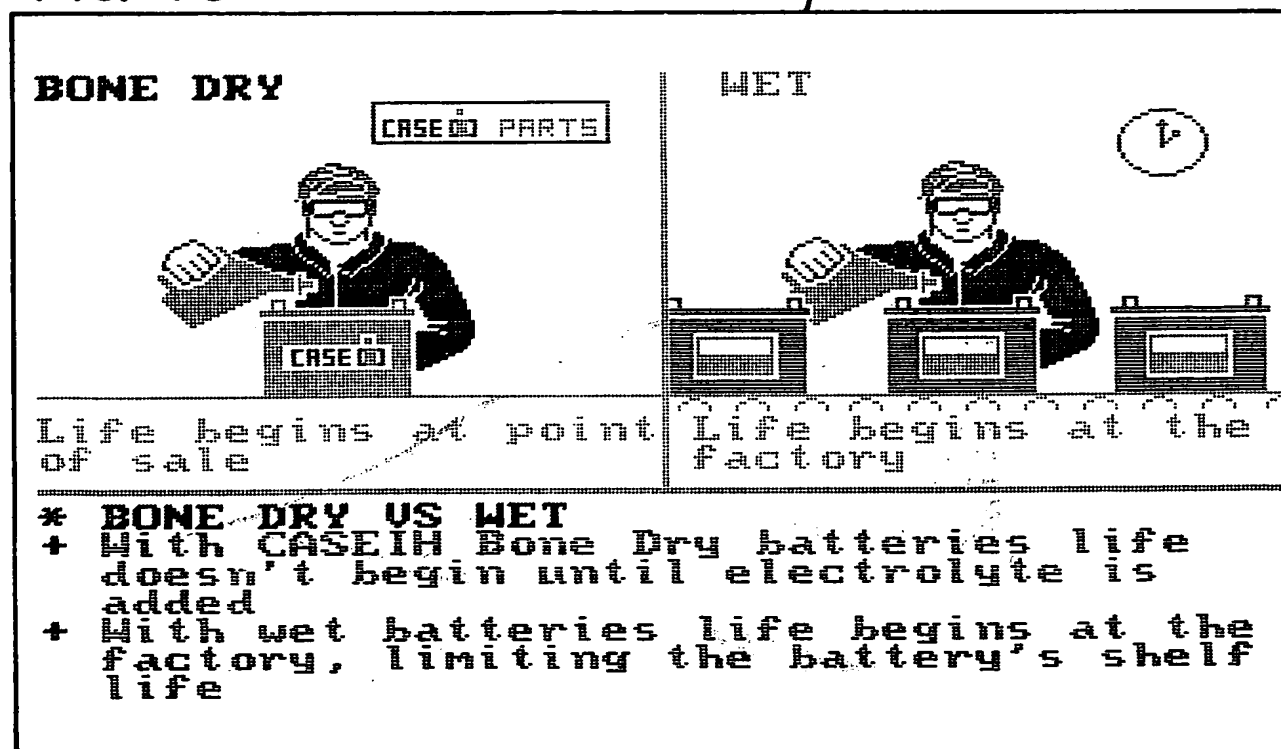 BONE DRY
CASE IH PARTS
CASE IH
Life begins at point
of sale
WET
Life begins at the
factory
* BONE DRY VS WET
+ With CASEIH Bone Dry batteries life
doesn't begin until electrolyte is
added
+ With wet batteries life begins at the
factory, limiting the battery's shelf
life